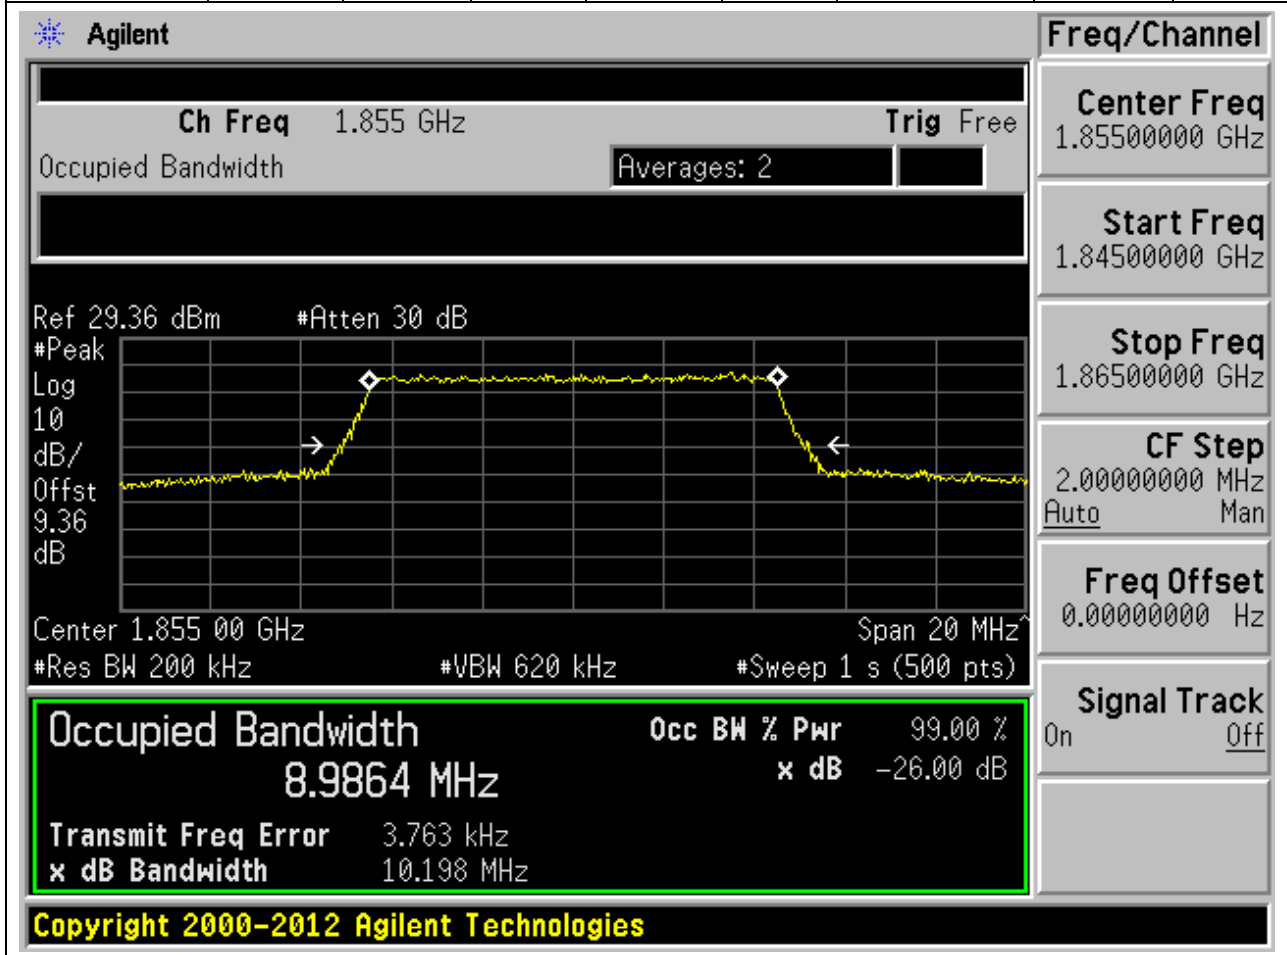 Agilent
Freq/Channel
Ch Freq 1.855 GHz Trig Free
Occupied Bandwidth Averages: 2
Center Freq
1.85500000 GHz
Start Freq
1.84500000 GHz
Stop Freq
1.86500000 GHz
CF Step
2.00000000 MHz
Auto Man
Freq Offset
0.00000000 Hz
Signal Track
On Off
Ref 29.36 dBm #Atten 30 dB
#Peak
Log
10
dB/
Offst
9.36
dB
Center 1.855 00 GHz Span 20 MHz^
#Res BW 200 kHz #VBW 620 kHz #Sweep 1 s (500 pts)
Occupied Bandwidth Occ BW % Pwr 99.00 %
8.9864 MHz x dB -26.00 dB
Transmit Freq Error 3.763 kHz
x dB Bandwidth 10.198 MHz
Copyright 2000-2012 Agilent Technologies